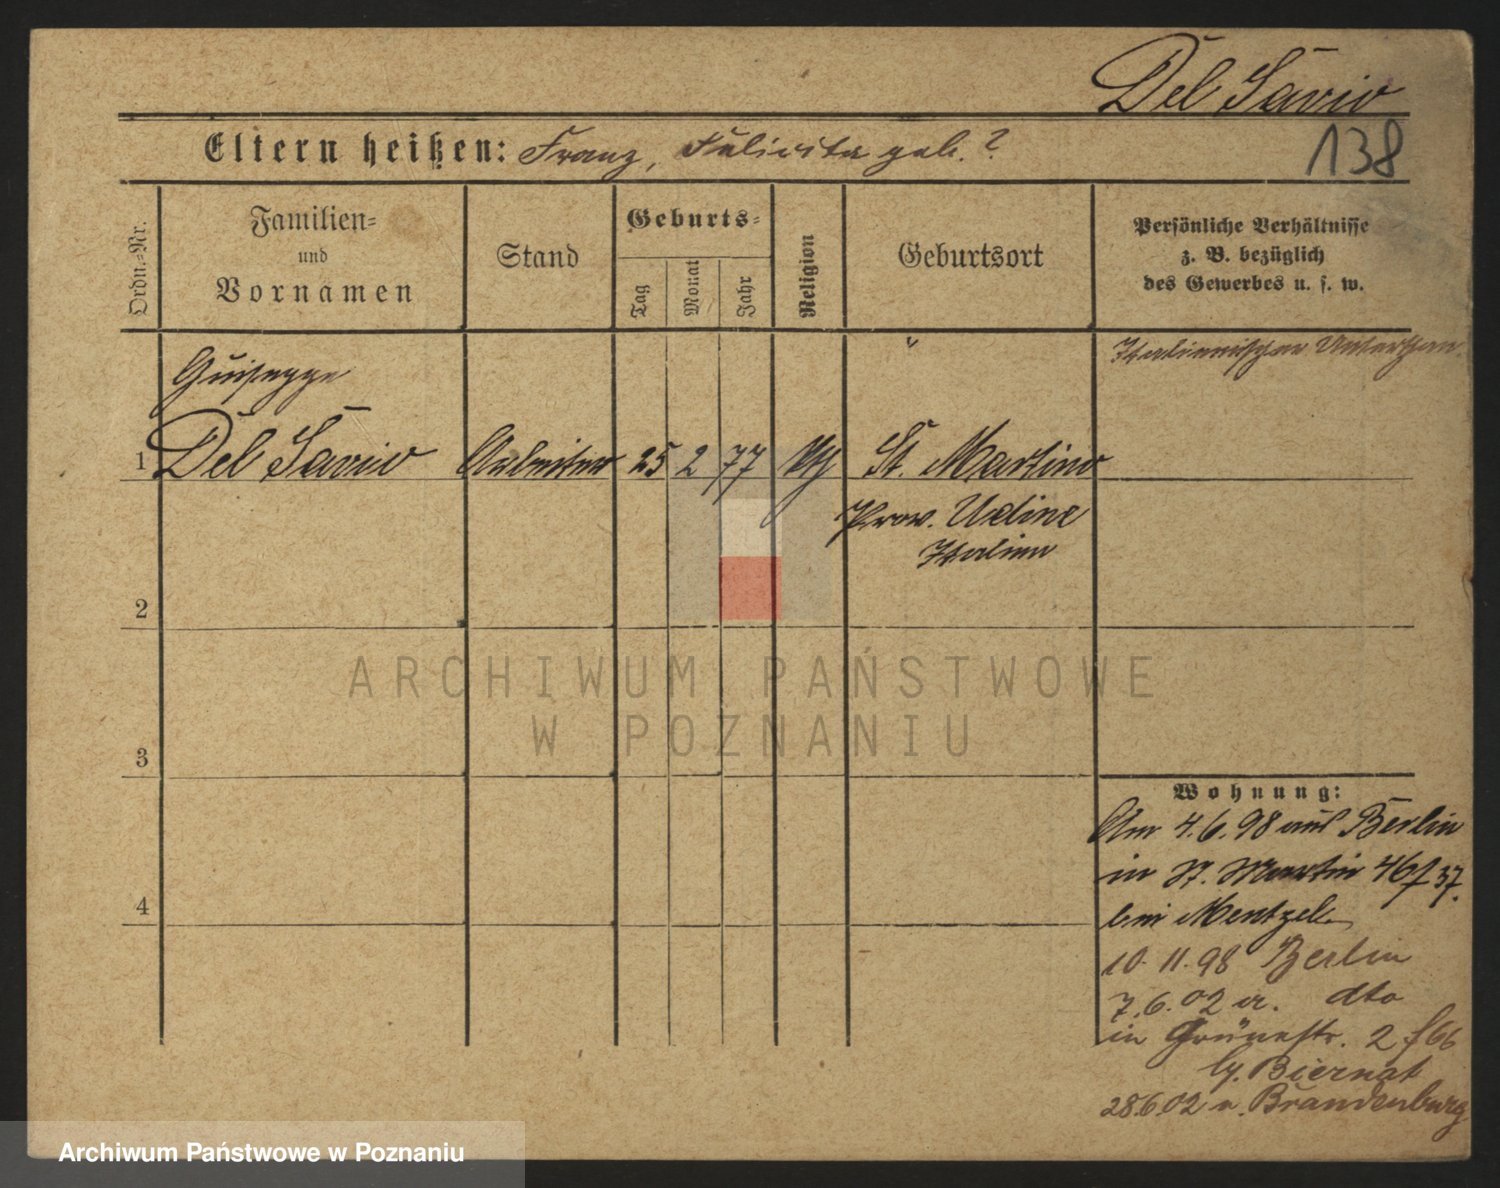 Del Savio
Eltern heißen: Franz, Felicita geb. ?
138
Ordn.-Nr.
Familien-
und
Vornamen
Stand
Geburts-
Tag
Monat
Jahr
Religion
Geburtsort
Persönliche Verhältnisse
z. B. bezüglich
des Gewerbes u. s. w.
Italienischer Unterthan.
Guiseppe
1 Del Savio Arbeiter 25 2 77 St. Martino
Prov. Udine
Italien
2
3
4
ARCHIWUM PAŃSTWOWE
W POZNANIU
Wohnung:
Am 4.6.98 aus Berlin
in St. Martin 46/37.
bei Mentzel
10.11.98 Berlin
7.6.02 a. dto
in Grünestr. 2 f 66
by. Biernat
28.6.02 n. Brandenburg
Archiwum Państwowe w Poznaniu